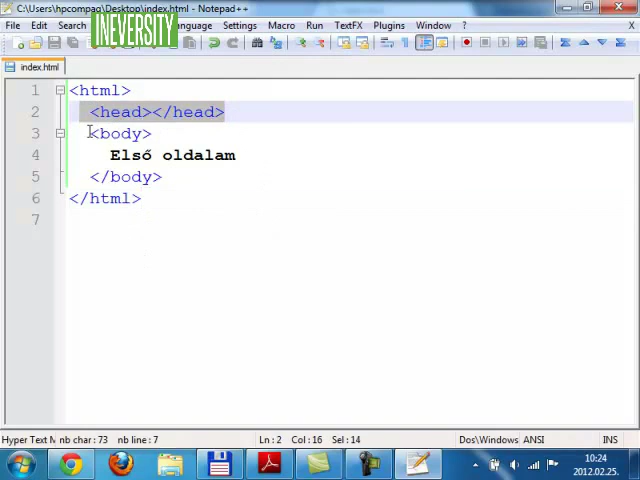 C:\Users\hpcompaq\Desktop\index.html - Notepad++
INEVERSITY
File Edit Search Language Settings Macro Run TextFX Plugins Window ?
index.html
1 <html>
2 <head></head>
3 <body>
4 Első oldalam
5 </body>
6 </html>
7
Hyper Text M nb char : 73 nb line : 7 Ln : 2 Col : 16 Sel : 14 Dos\Windows ANSI INS
10:24
2012.02.25.